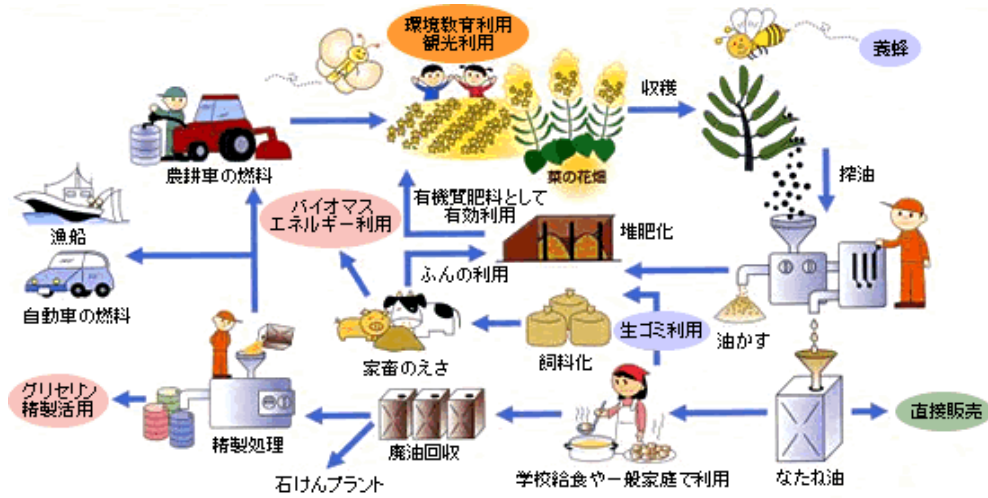 環境教育利用
観光利用
養蜂
収穫
農耕車の燃料
菜の花畑
搾油
有機質肥料として
有効利用
バイオマス
エネルギー利用
堆肥化
漁船
ふんの利用
自動車の燃料
生ゴミ利用
油かす
飼料化
家畜のえさ
グリセリン
精製活用
直接販売
精製処理
廃油回収
学校給食や一般家庭で利用
なたね油
石けんプラント